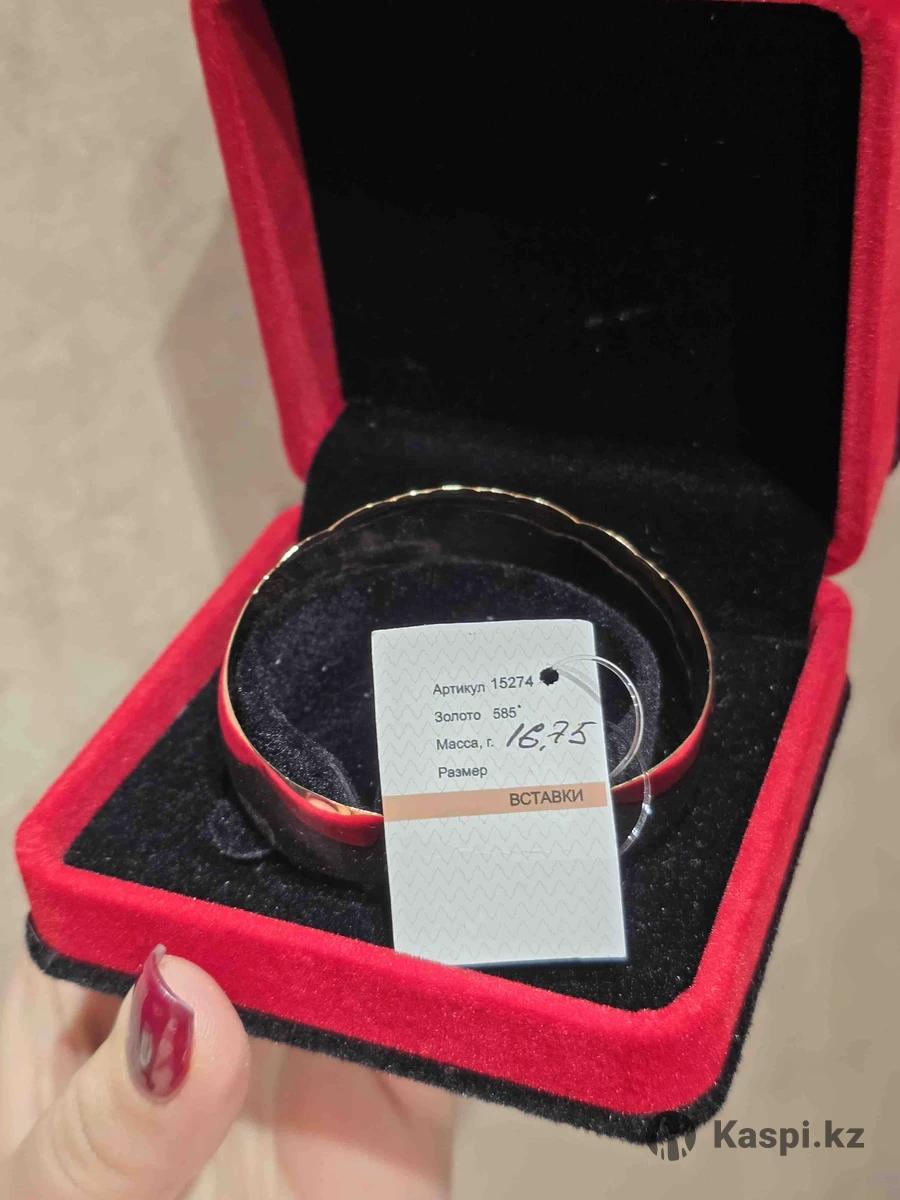 Артикул 15274
Золото 585*
Масса, г. 16,75
Размер
ВСТАВКИ
Kaspi.kz